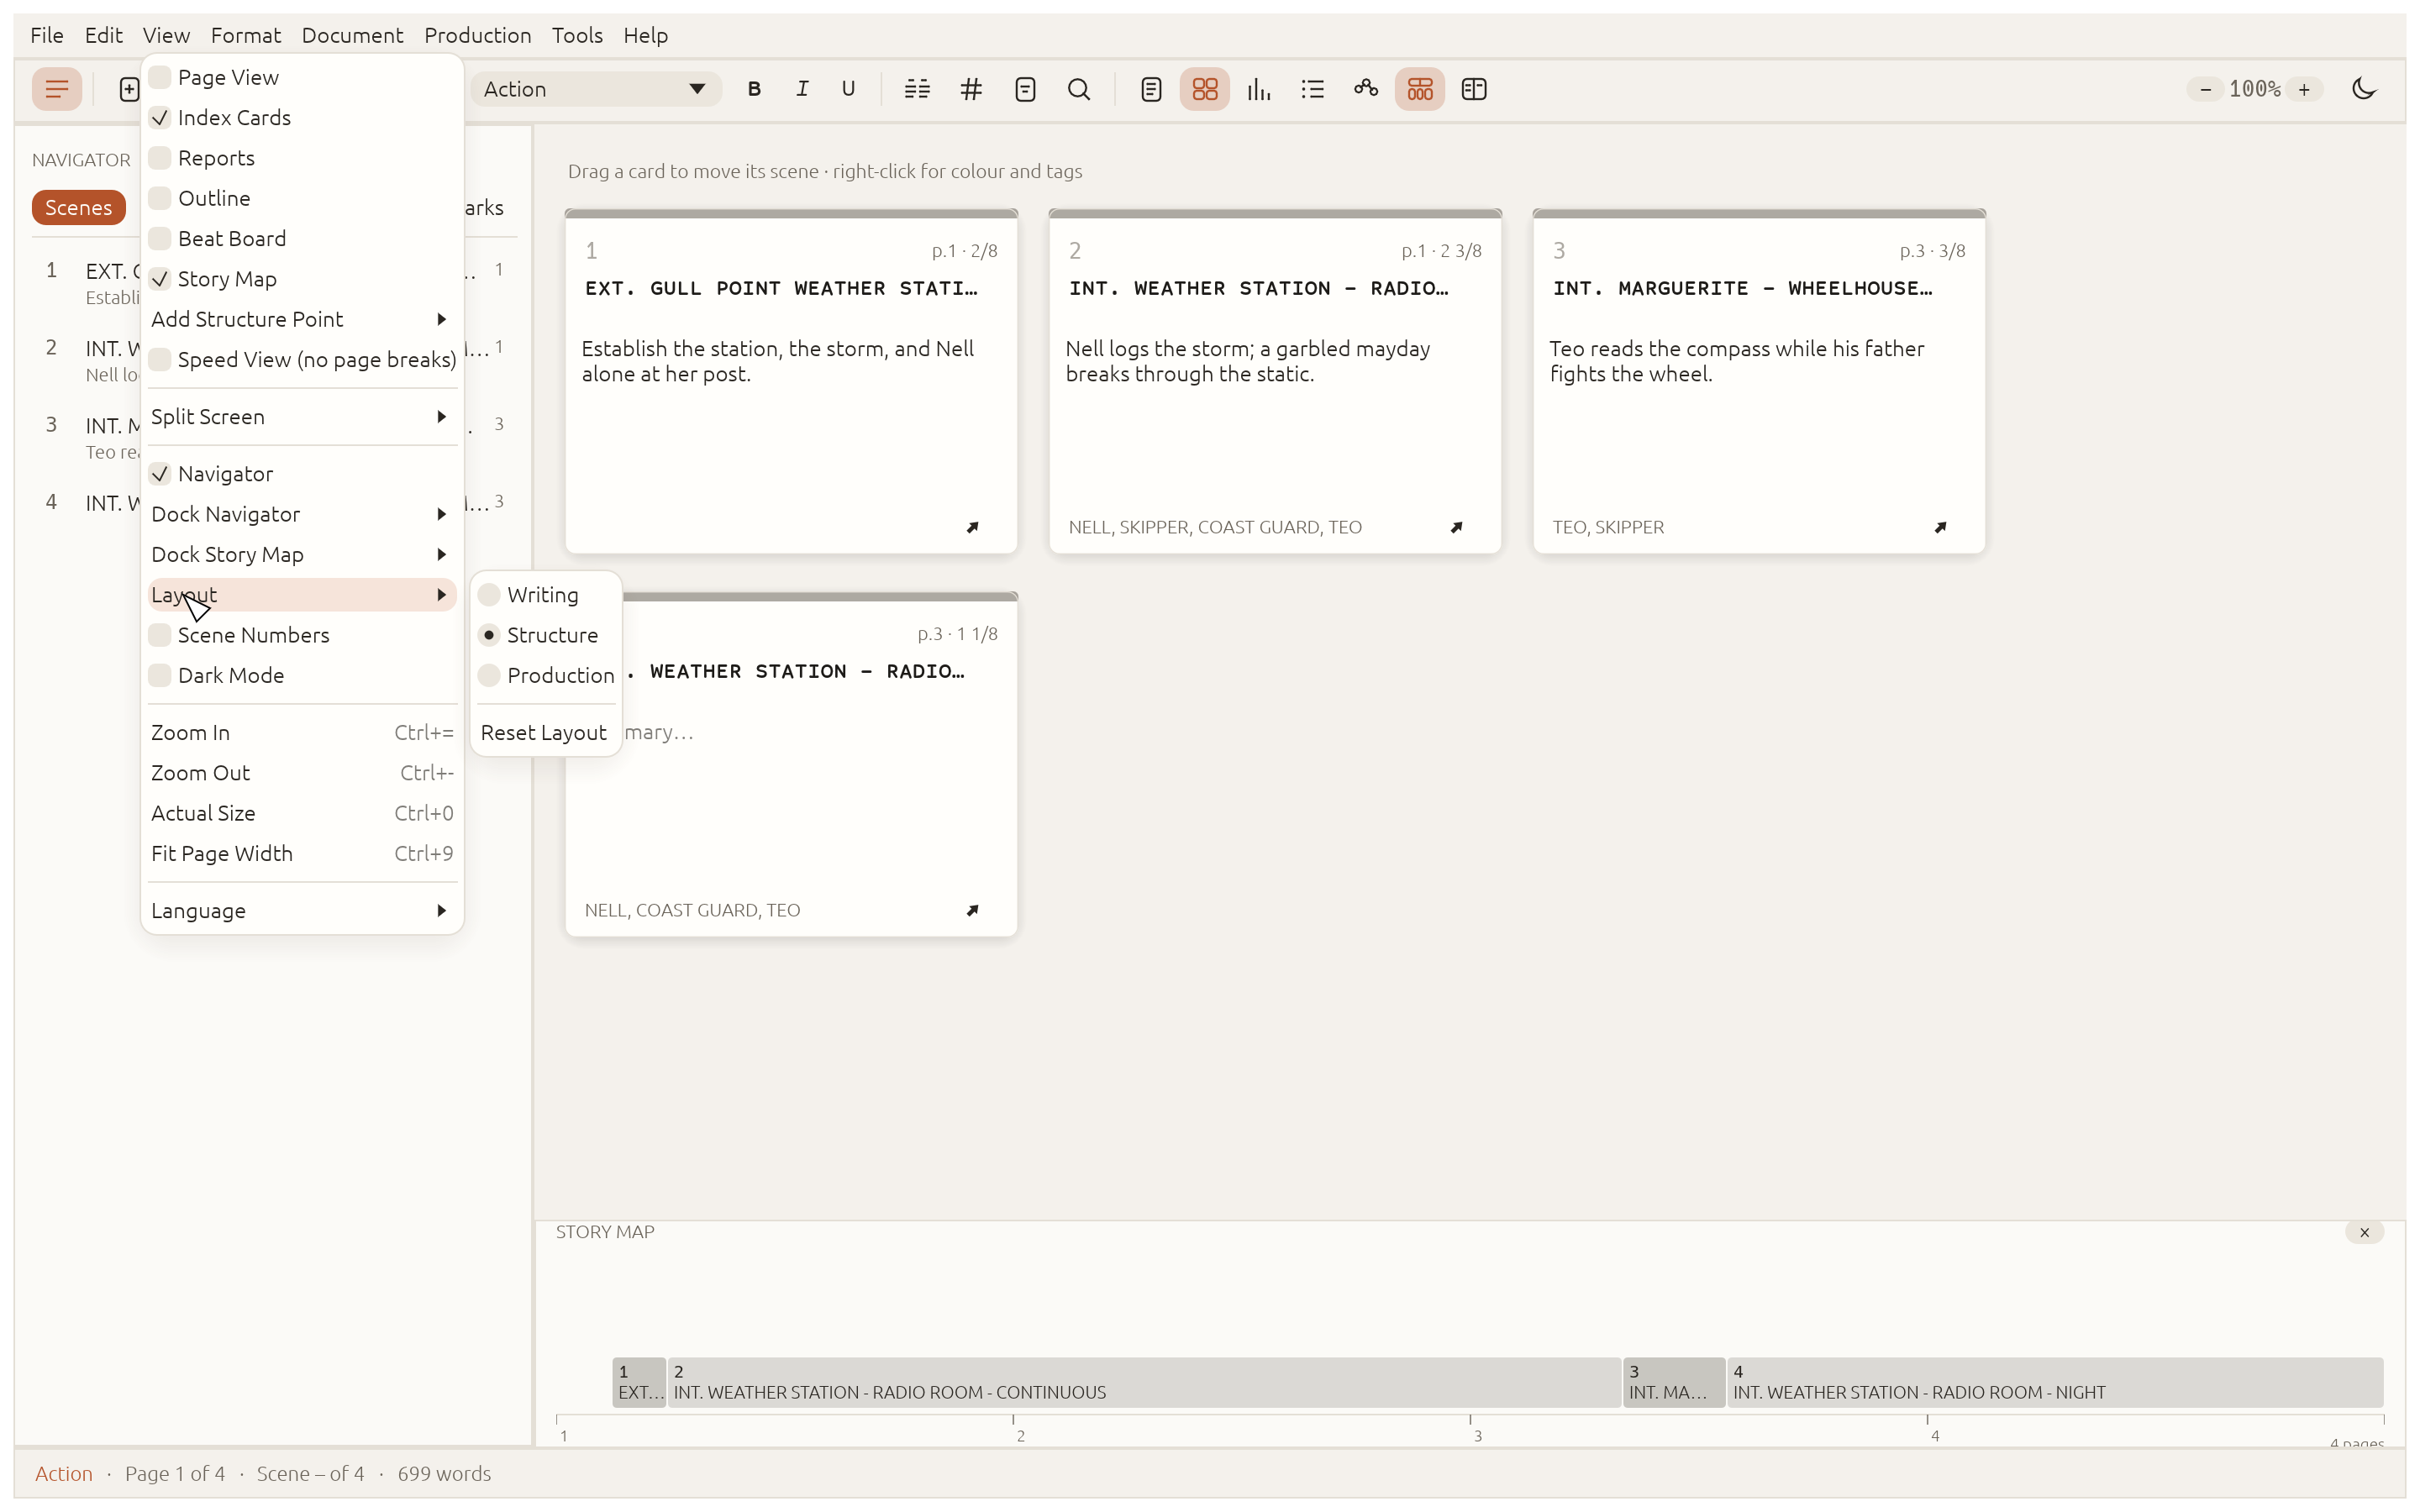 File Edit View Format Document Production Tools Help
Action B I U 100%
NAVIGATOR
Scenes arks
1 EXT. G … 1
Establi
2 INT. W M… 1
Nell lo
3 INT. M . 3
Teo rea
4 INT. W M… 3
Page View
Index Cards
Reports
Outline
Beat Board
Story Map
Add Structure Point
Speed View (no page breaks)
Split Screen
Navigator
Dock Navigator
Dock Story Map
Layout
Scene Numbers
Dark Mode
Zoom In Ctrl+=
Zoom Out Ctrl+-
Actual Size Ctrl+0
Fit Page Width Ctrl+9
Language
Writing
Structure
Production
Reset Layout
Drag a card to move its scene · right-click for colour and tags
1 p.1 · 2/8
EXT. GULL POINT WEATHER STATI…
Establish the station, the storm, and Nell
alone at her post.
2 p.1 · 2 3/8
INT. WEATHER STATION - RADIO…
Nell logs the storm; a garbled mayday
breaks through the static.
NELL, SKIPPER, COAST GUARD, TEO
3 p.3 · 3/8
INT. MARGUERITE - WHEELHOUSE…
Teo reads the compass while his father
fights the wheel.
TEO, SKIPPER
p.3 · 1 1/8
. WEATHER STATION - RADIO…
mary…
NELL, COAST GUARD, TEO
STORY MAP x
1
EXT.…
2
INT. WEATHER STATION - RADIO ROOM - CONTINUOUS
3
INT. MA…
4
INT. WEATHER STATION - RADIO ROOM - NIGHT
1 2 3 4 4 pages
Action · Page 1 of 4 · Scene – of 4 · 699 words